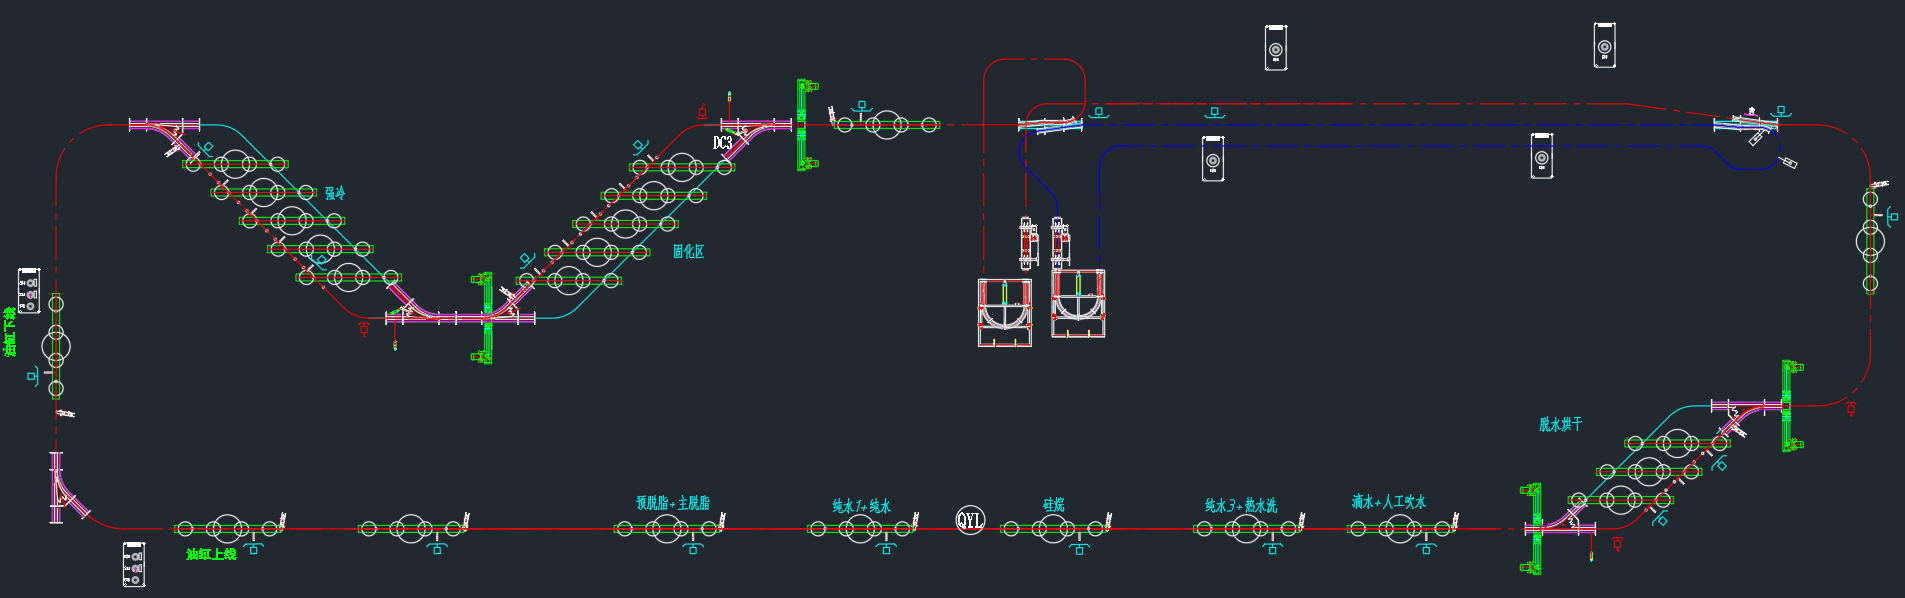 DC3
强冷
固化区
油缸下线
脱水烘干
预脱脂+主脱脂
纯水1+纯水
硅烷
纯水3+热水洗
滴水+人工吹水
QYL
油缸上线